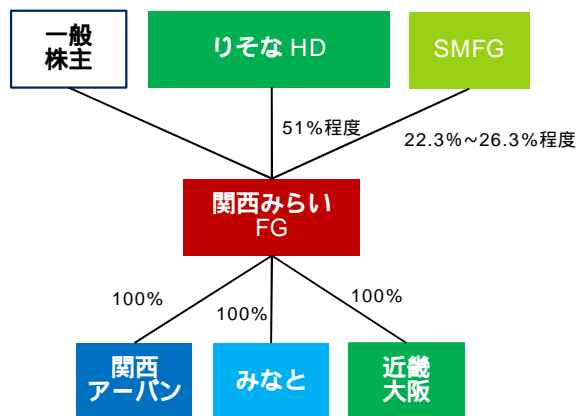 一般
株主
りそな HD
SMFG
51%程度
22.3%~26.3%程度
関西みらい
FG
100%
100%
100%
関西
アーバン
みなと
近畿
大阪